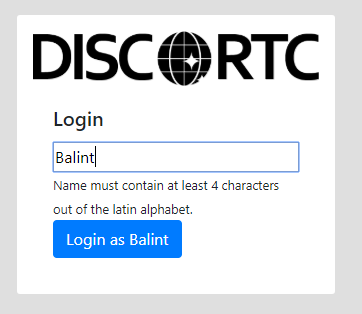 DISCORTC
Login
Balint
Name must contain at least 4 characters
out of the latin alphabet.
Login as Balint